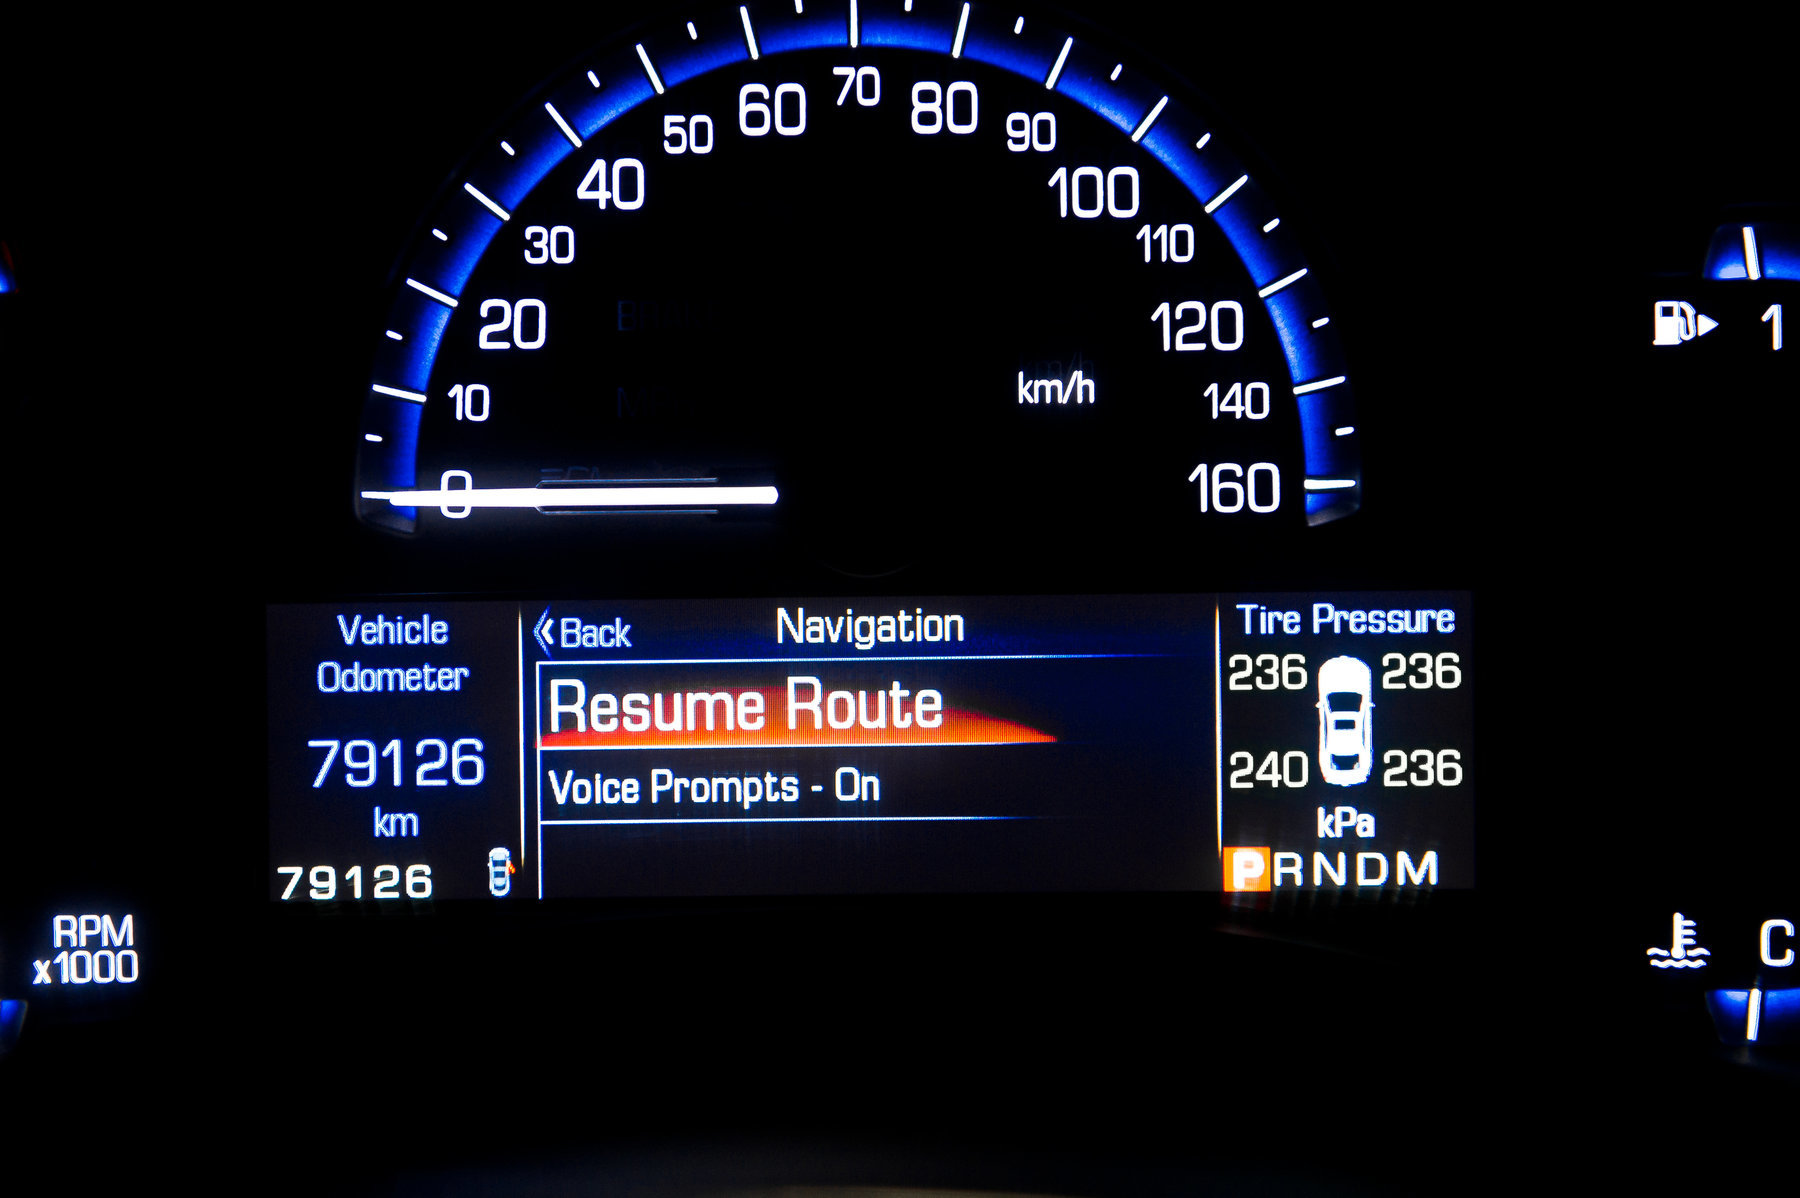 70
60
80
50
90
40
100
30
110
20
120
10
km/h
140
0
160
1
Vehicle
Odometer
79126
km
79126
Back
Navigation
Resume Route
Voice Prompts - On
Tire Pressure
236 236
240 236
kPa
PRNDM
RPM
x1000
C